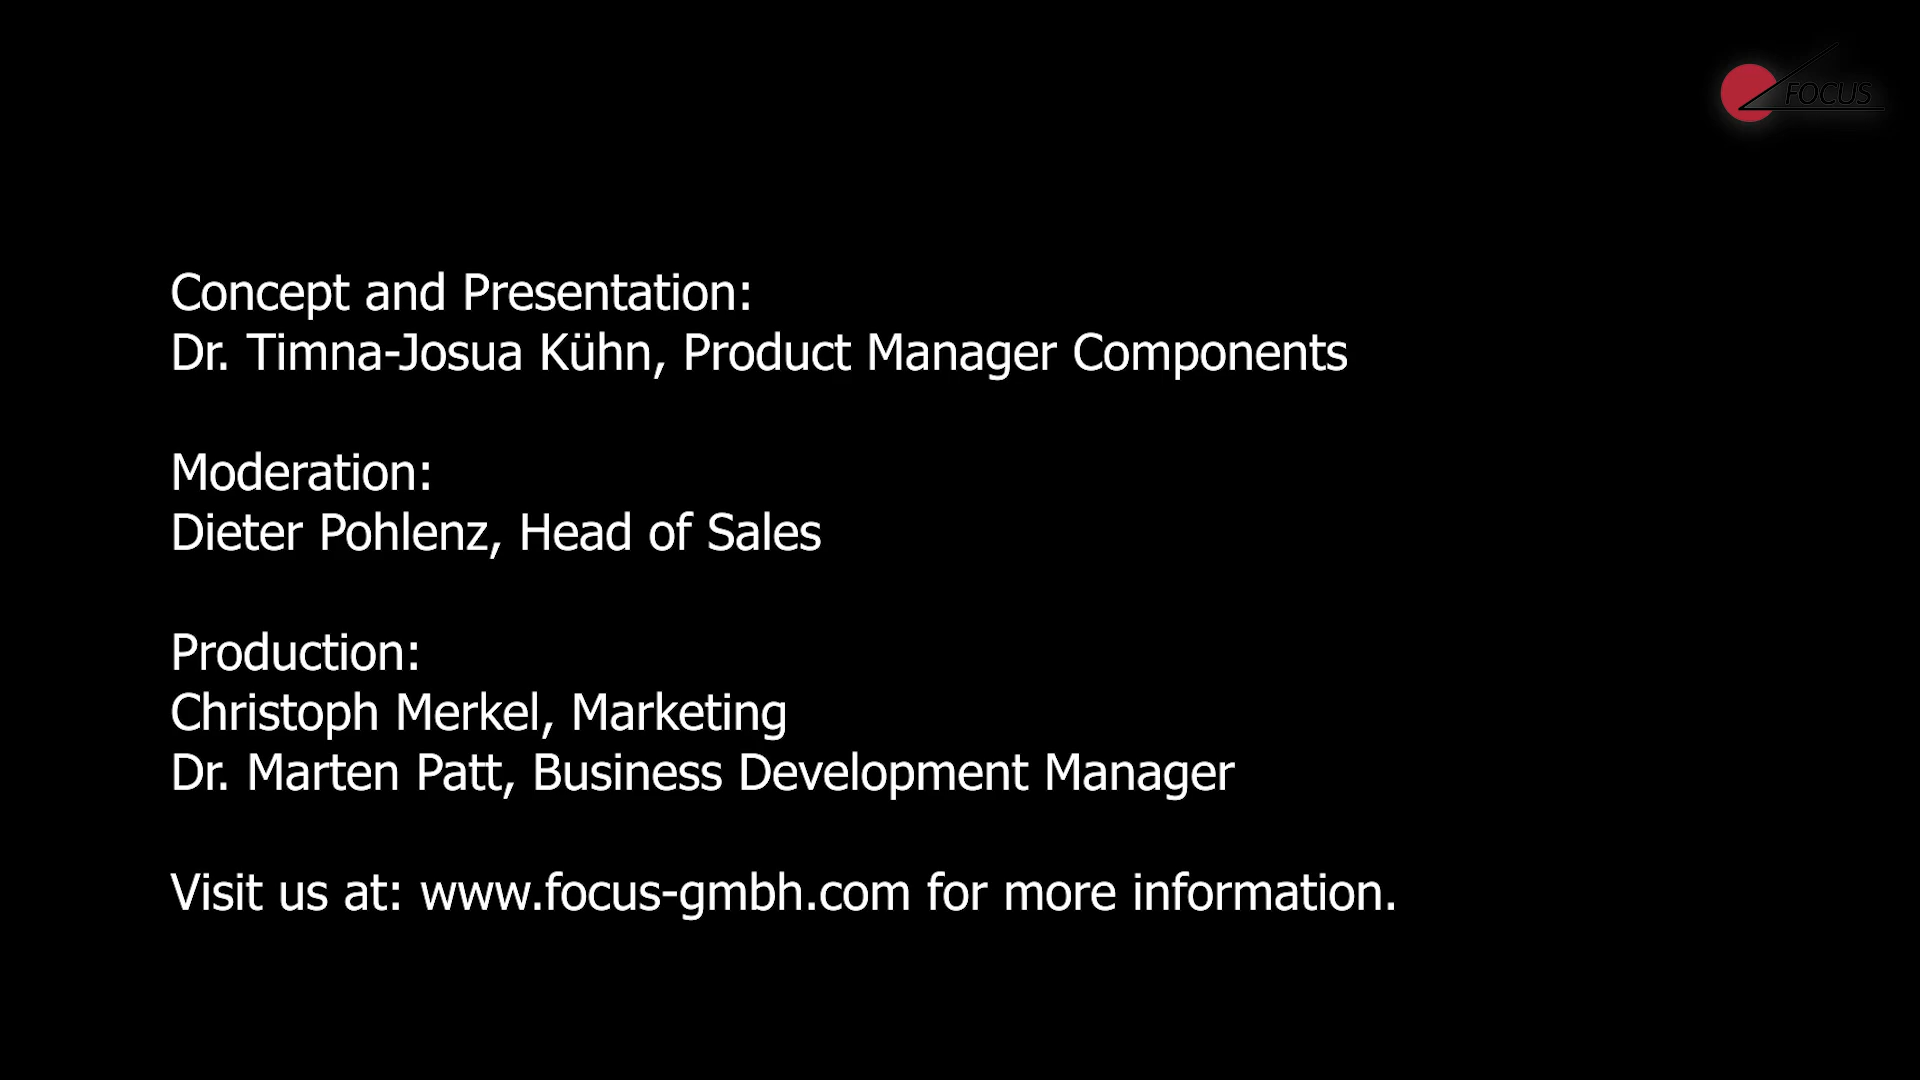 FOCUS
Concept and Presentation:
Dr. Timna-Josua Kühn, Product Manager Components
Moderation:
Dieter Pohlenz, Head of Sales
Production:
Christoph Merkel, Marketing
Dr. Marten Patt, Business Development Manager
Visit us at: www.focus-gmbh.com for more information.